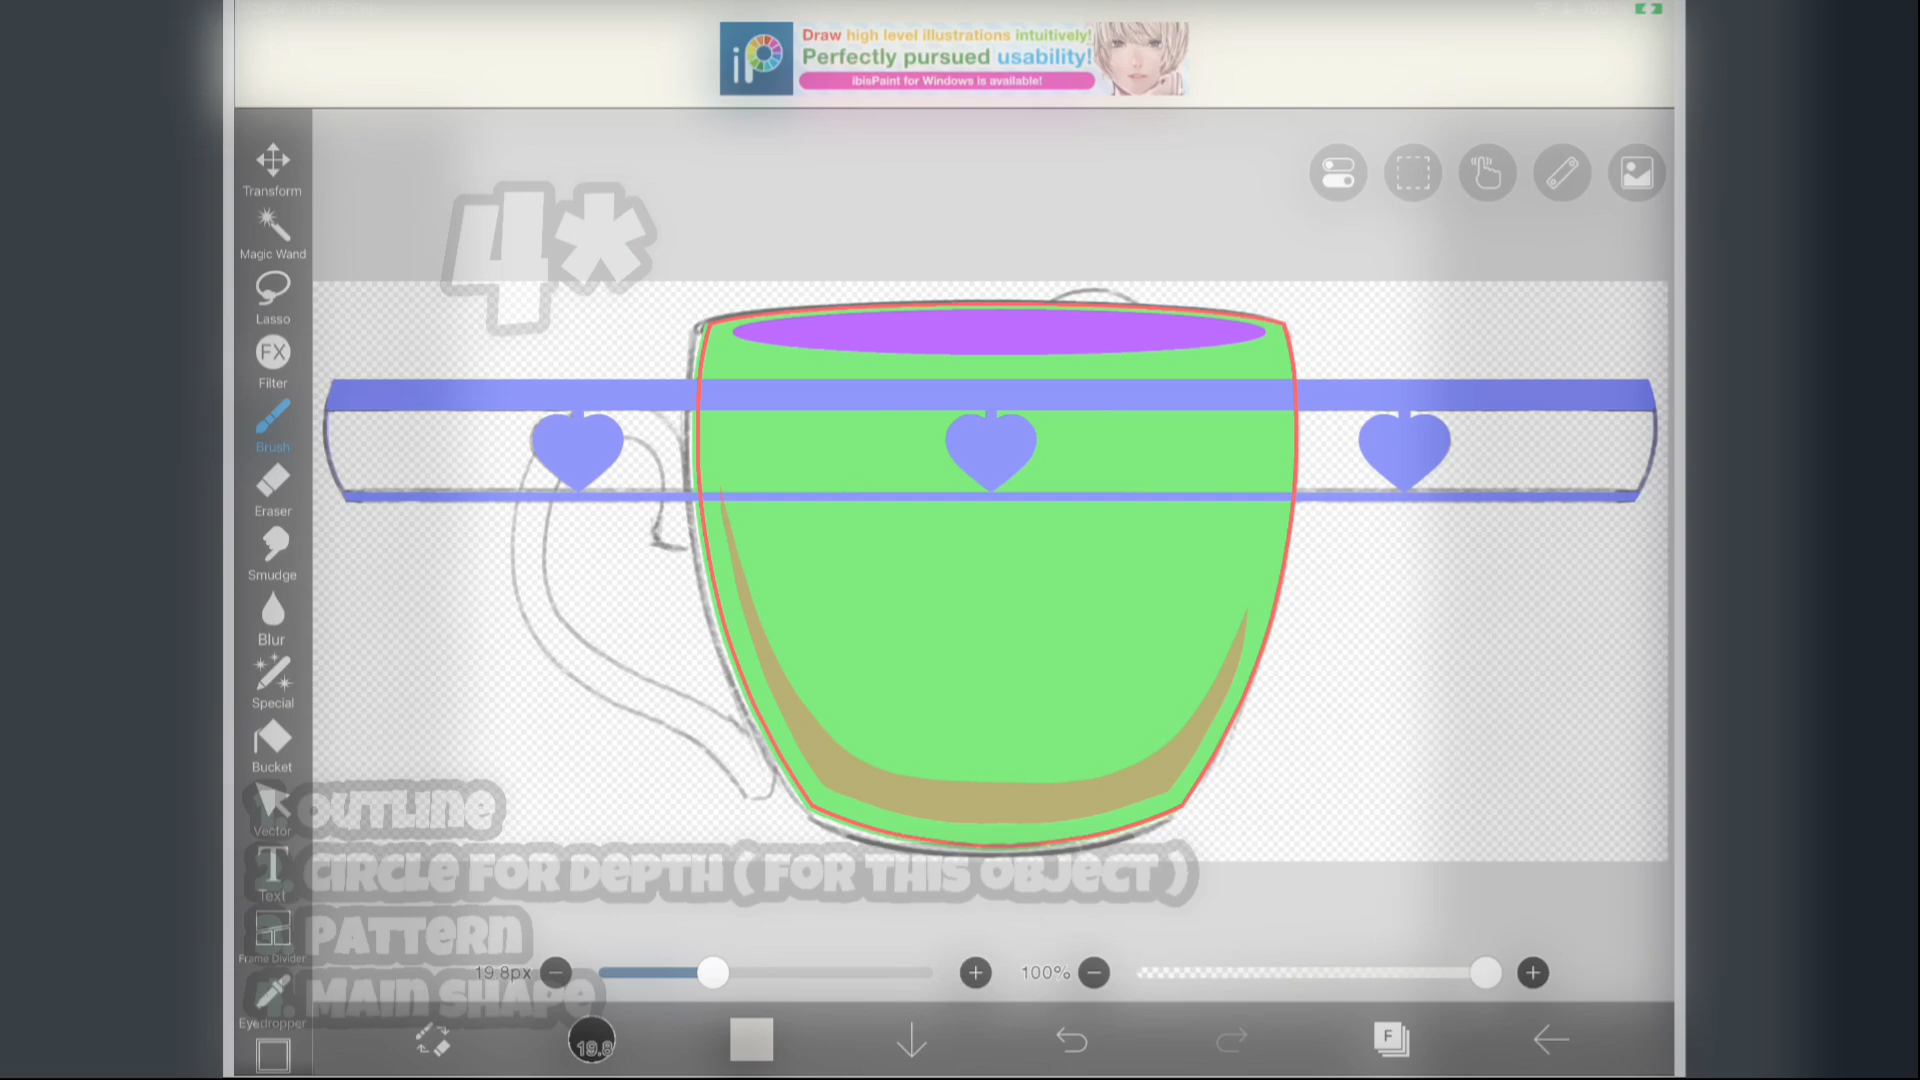 iP
Draw high level illustrations intuitively!
Perfectly pursued usability!
ibisPaint for Windows is available!
Transform
4*
Magic Wand
Lasso
FX
Filter
Brush
Eraser
Smudge
Blur
Special
Bucket
OUTLINE
Vector
CIRCLE FOR DEPTH ( FOR THIS OBJECT )
T
Text
PATTERN
Frame Divider
19.8px
100%
4. MAIN SHAPE
Eyedropper
19.8
F